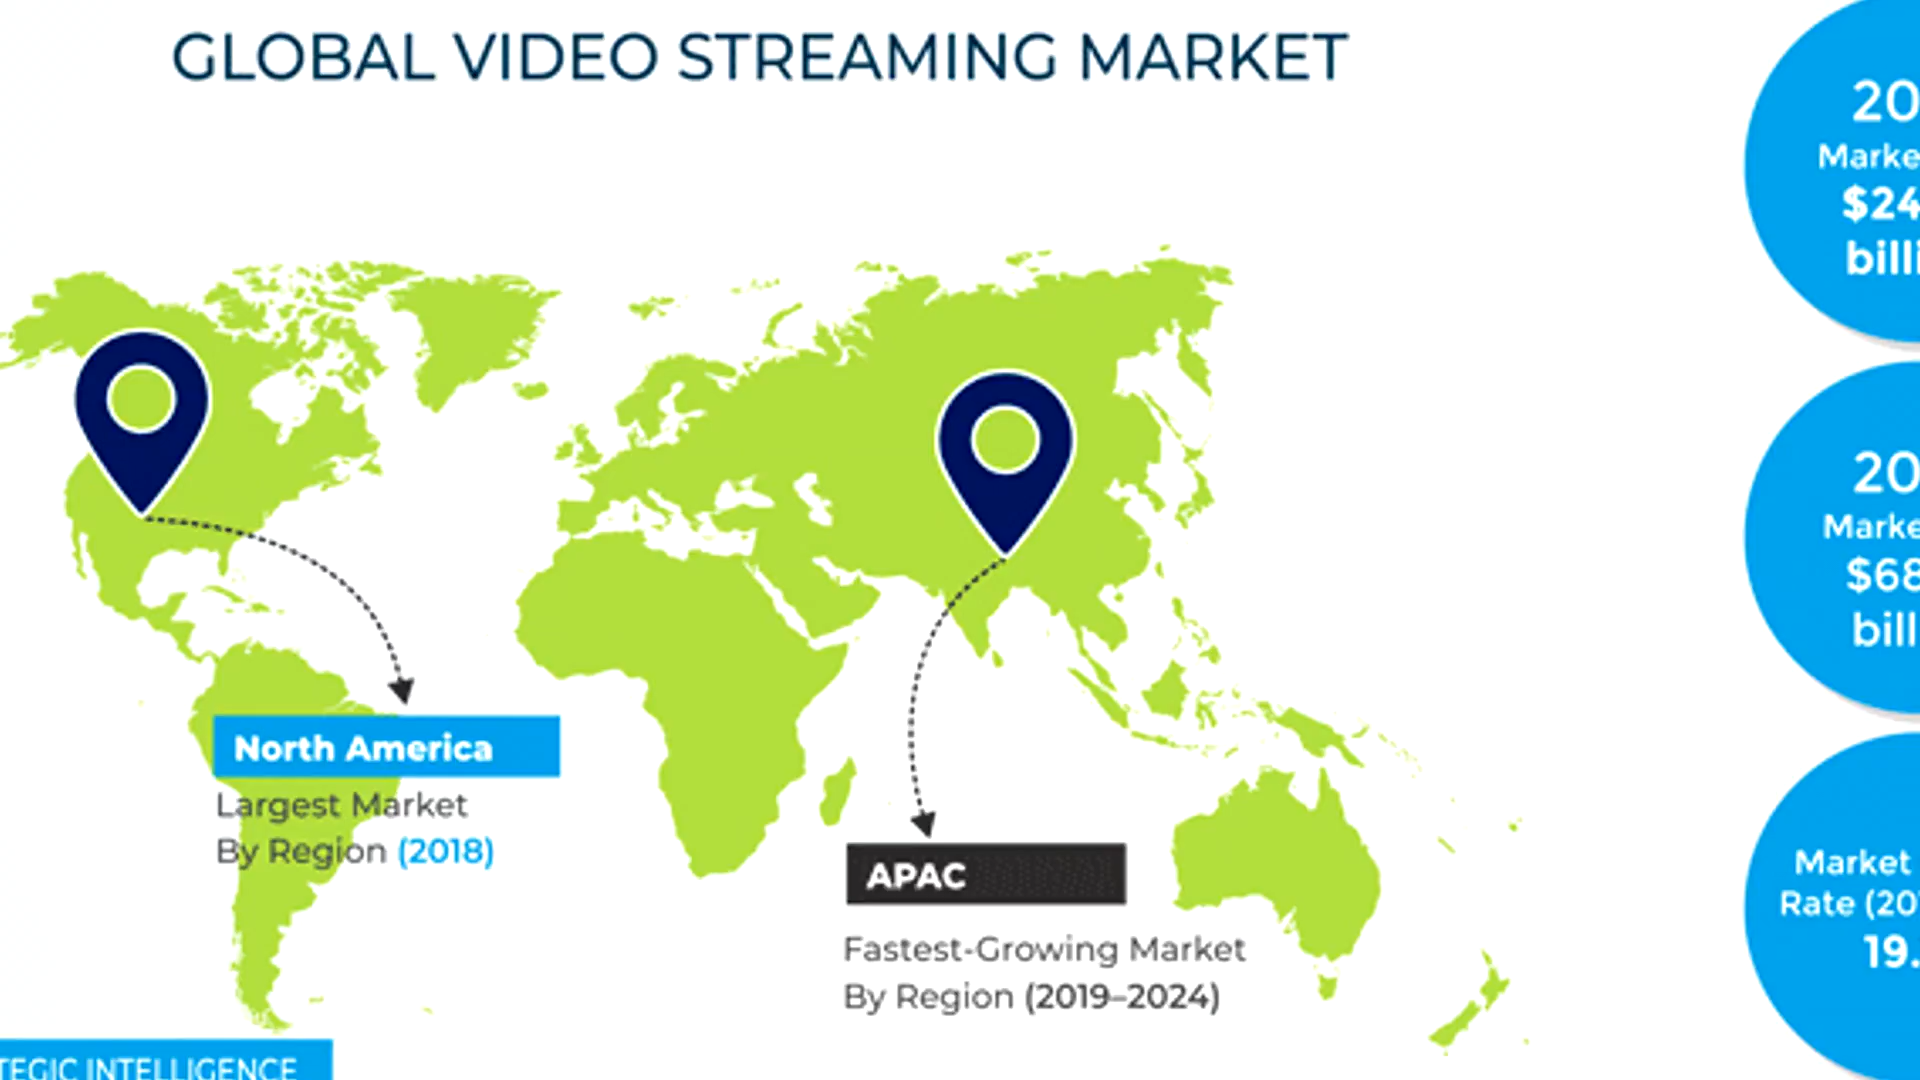 GLOBAL VIDEO STREAMING MARKET
20
Marke
$24
billi
20
Marke
$68
bill
North America
Largest Market
By Region (2018)
APAC
Fastest-Growing Market
By Region (2019–2024)
Market
Rate (20
19.
TEGIC INTELLIGENCE